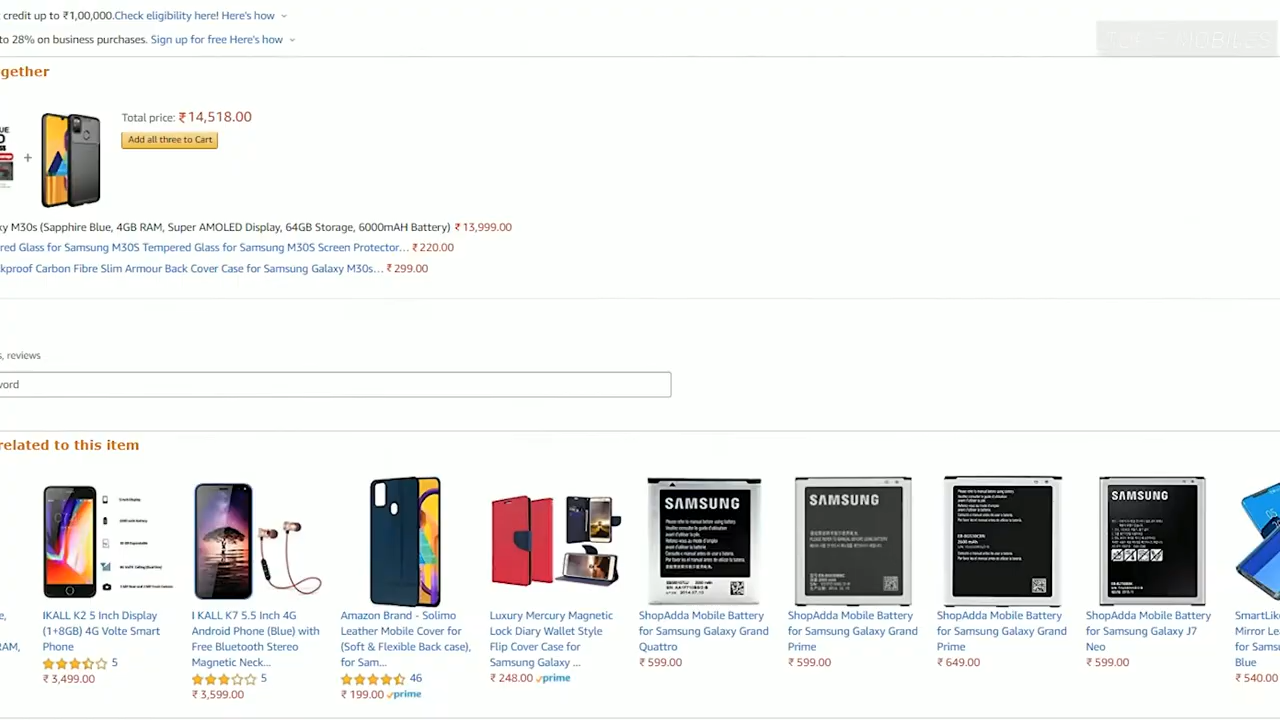 credit up to ₹1,00,000.Check eligibility here! Here's how
to 28% on business purchases. Sign up for free Here's how
TOP 5 MOBILES
gether
Total price: ₹14,518.00
Add all three to Cart
+
xy M30s (Sapphire Blue, 4GB RAM, Super AMOLED Display, 64GB Storage, 6000mAH Battery) ₹13,999.00
red Glass for Samsung M30S Tempered Glass for Samsung M30S Screen Protector... ₹220.00
kproof Carbon Fibre Slim Armour Back Cover Case for Samsung Galaxy M30s... ₹299.00
s, reviews
word
related to this item
SAMSUNG
SAMSUNG
SAMSUNG
e,
RAM,
IKALL K2 5 Inch Display
(1+8GB) 4G Volte Smart
Phone
5
₹3,499.00
I KALL K7 5.5 Inch 4G
Android Phone (Blue) with
Free Bluetooth Stereo
Magnetic Neck...
5
₹3,599.00
Amazon Brand - Solimo
Leather Mobile Cover for
(Soft & Flexible Back case),
for Sam...
46
₹199.00 prime
Luxury Mercury Magnetic
Lock Diary Wallet Style
Flip Cover Case for
Samsung Galaxy ...
₹248.00 prime
ShopAdda Mobile Battery
for Samsung Galaxy Grand
Quattro
₹599.00
ShopAdda Mobile Battery
for Samsung Galaxy Grand
Prime
₹599.00
ShopAdda Mobile Battery
for Samsung Galaxy Grand
Prime
₹649.00
ShopAdda Mobile Battery
for Samsung Galaxy J7
Neo
₹599.00
SmartLik
Mirror Le
for Samsu
Blue
₹540.00